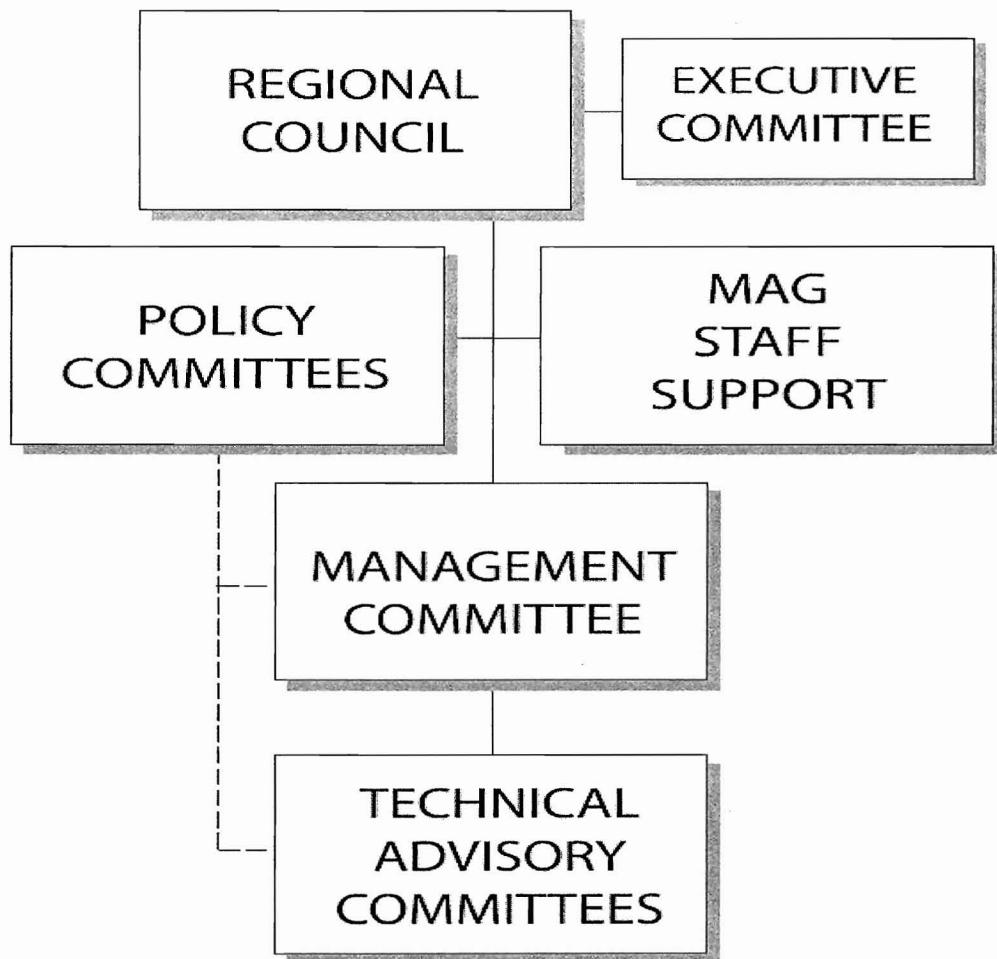 REGIONAL
COUNCIL
EXECUTIVE
COMMITTEE
POLICY
COMMITTEES
MAG
STAFF
SUPPORT
MANAGEMENT
COMMITTEE
TECHNICAL
ADVISORY
COMMITTEES